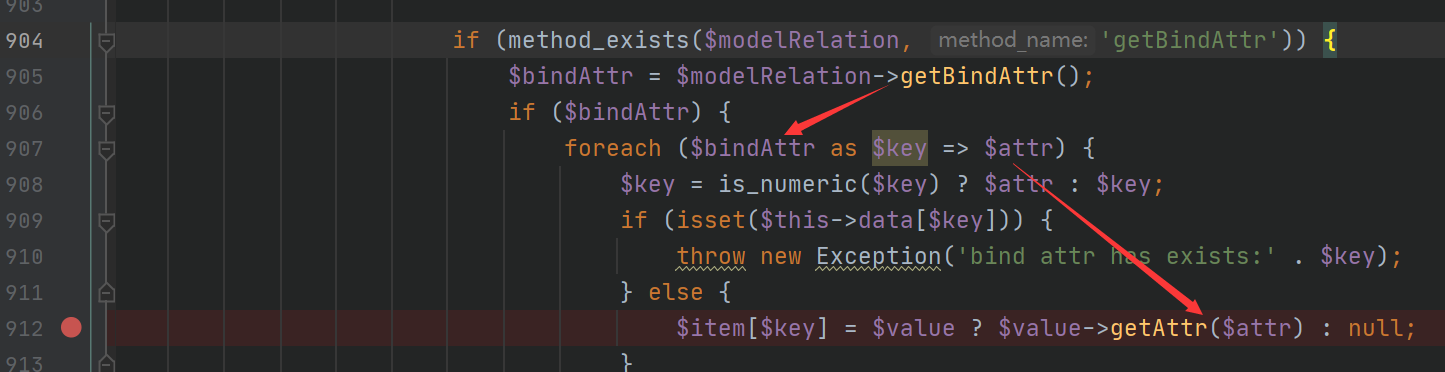 903
904 if (method_exists($modelRelation, method_name: 'getBindAttr')) {
905 $bindAttr = $modelRelation->getBindAttr();
906 if ($bindAttr) {
907 foreach ($bindAttr as $key => $attr) {
908 $key = is_numeric($key) ? $attr : $key;
909 if (isset($this->data[$key])) {
910 throw new Exception('bind attr has exists:' . $key);
911 } else {
912 $item[$key] = $value ? $value->getAttr($attr) : null;
913 }